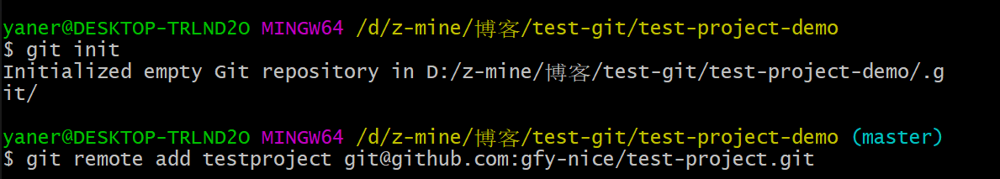 yaner@DESKTOP-TRLND2O MINGW64 /d/z-mine/博客/test-git/test-project-demo
$ git init
Initialized empty Git repository in D:/z-mine/博客/test-git/test-project-demo/.g
it/
yaner@DESKTOP-TRLND2O MINGW64 /d/z-mine/博客/test-git/test-project-demo (master)
$ git remote add testproject git@github.com:gfy-nice/test-project.git